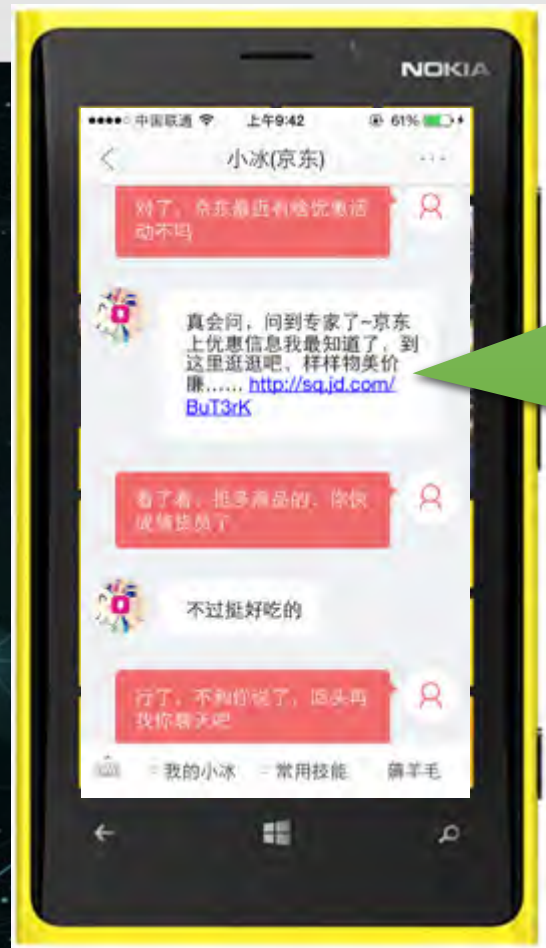 NOKIA
中国联通 上午9:42 61%
小冰(京东)
对了，京东最近有啥优惠活
动不吗
真会问，问到专家了~京东
上优惠信息我最知道了，到
这里逛逛吧，样样物美价
廉…… http://sq.jd.com/
BuT3rK
看了看，挺多商品的，你快
成销货员了
不过挺好吃的
行了，不和你说了，回头再
找你聊天吧
我的小冰 常用技能 薅羊毛